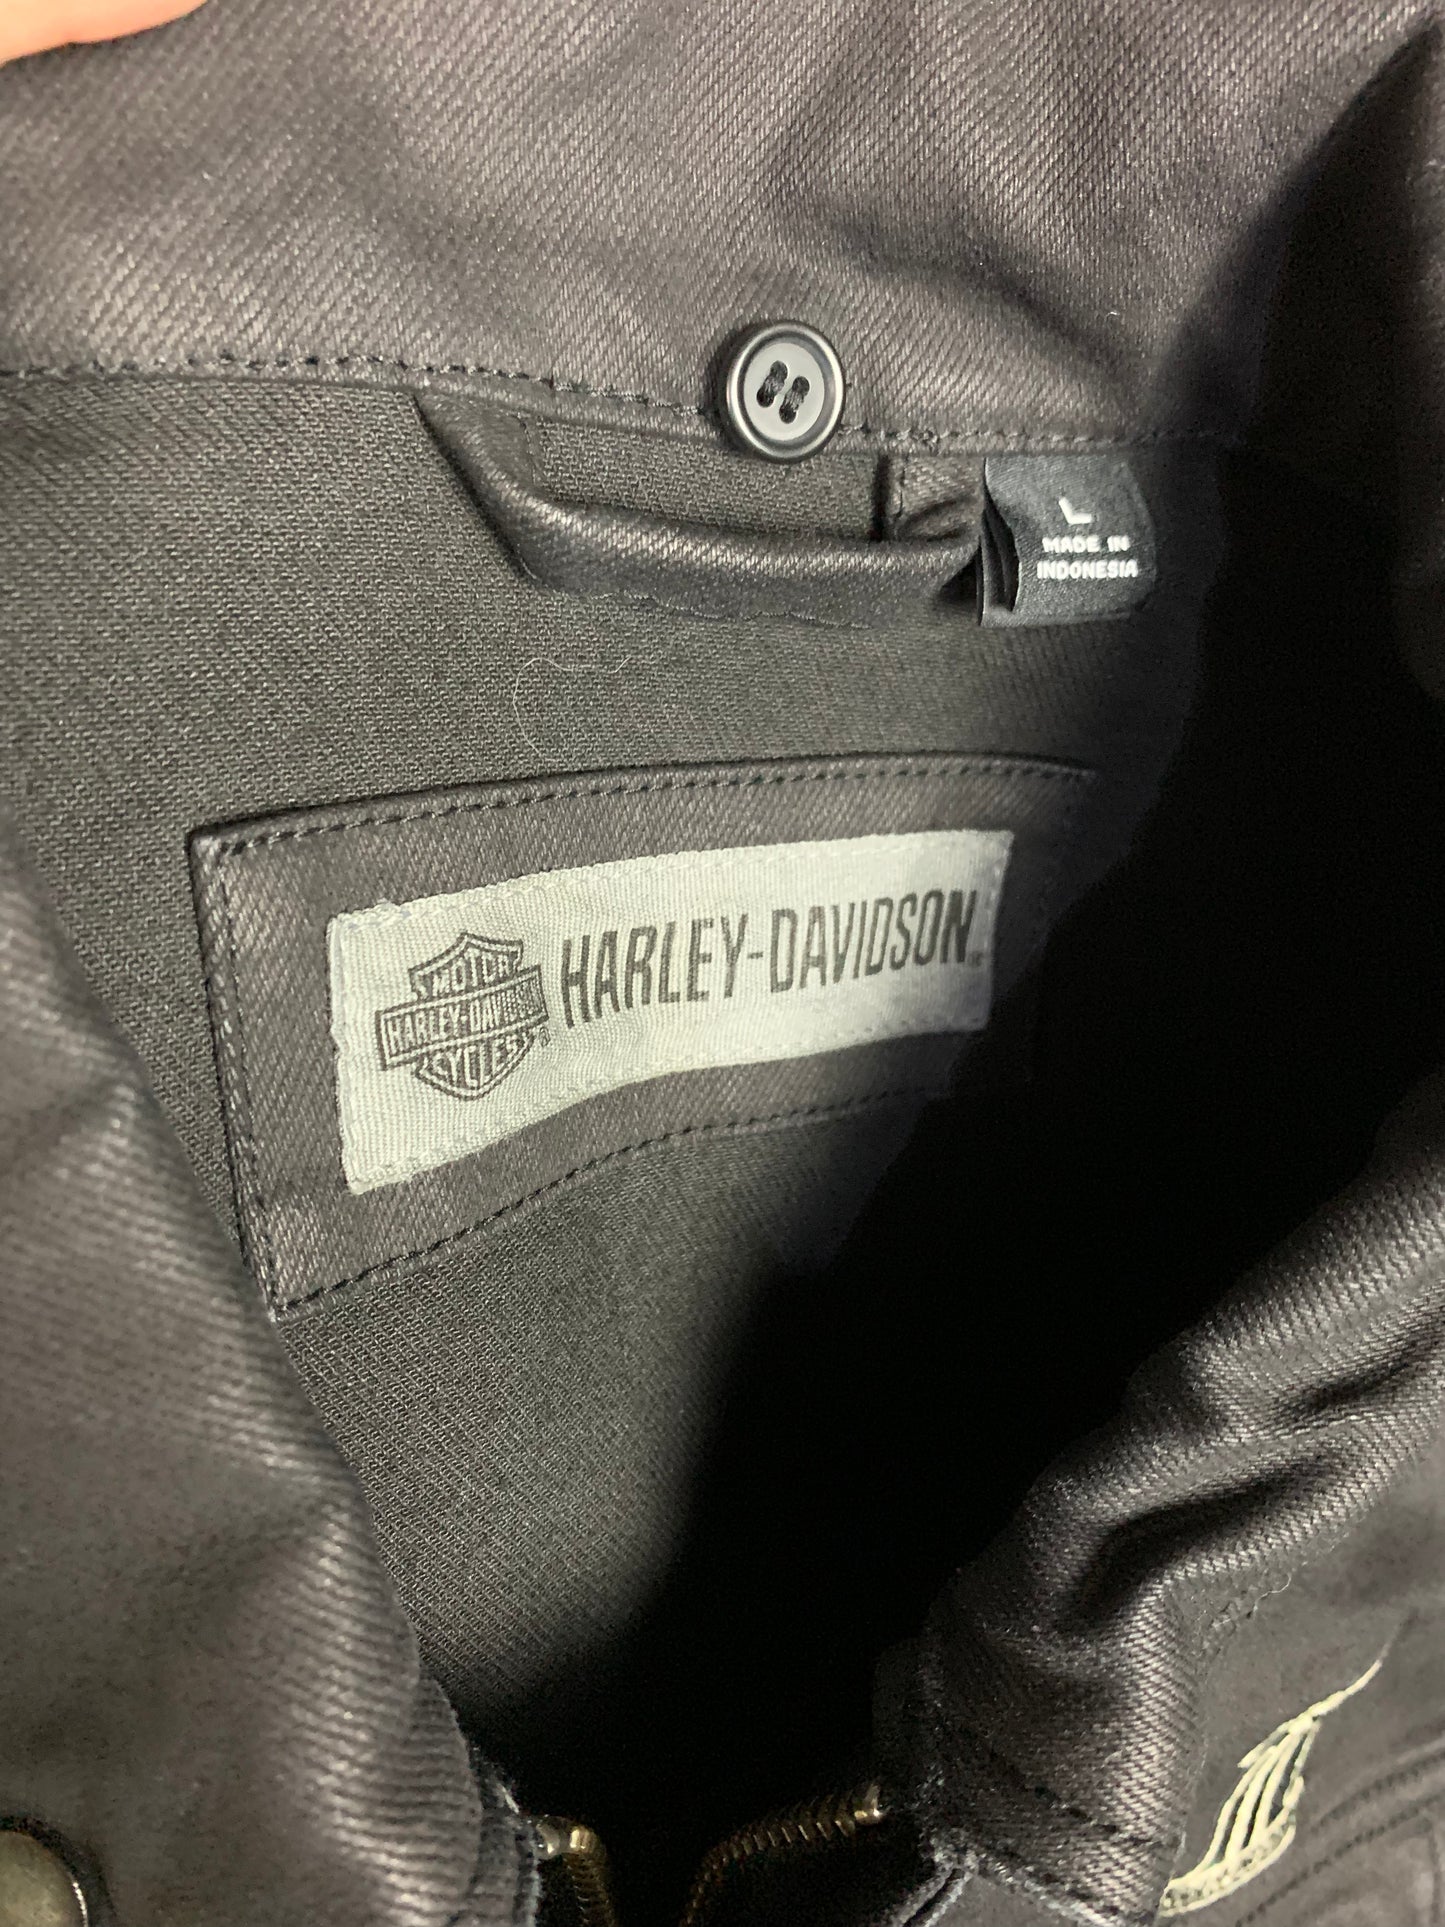 L
MADE IN
INDONESIA
MOTOR
HARLEY-DAVIDSON
CYCLES
HARLEY-DAVIDSON